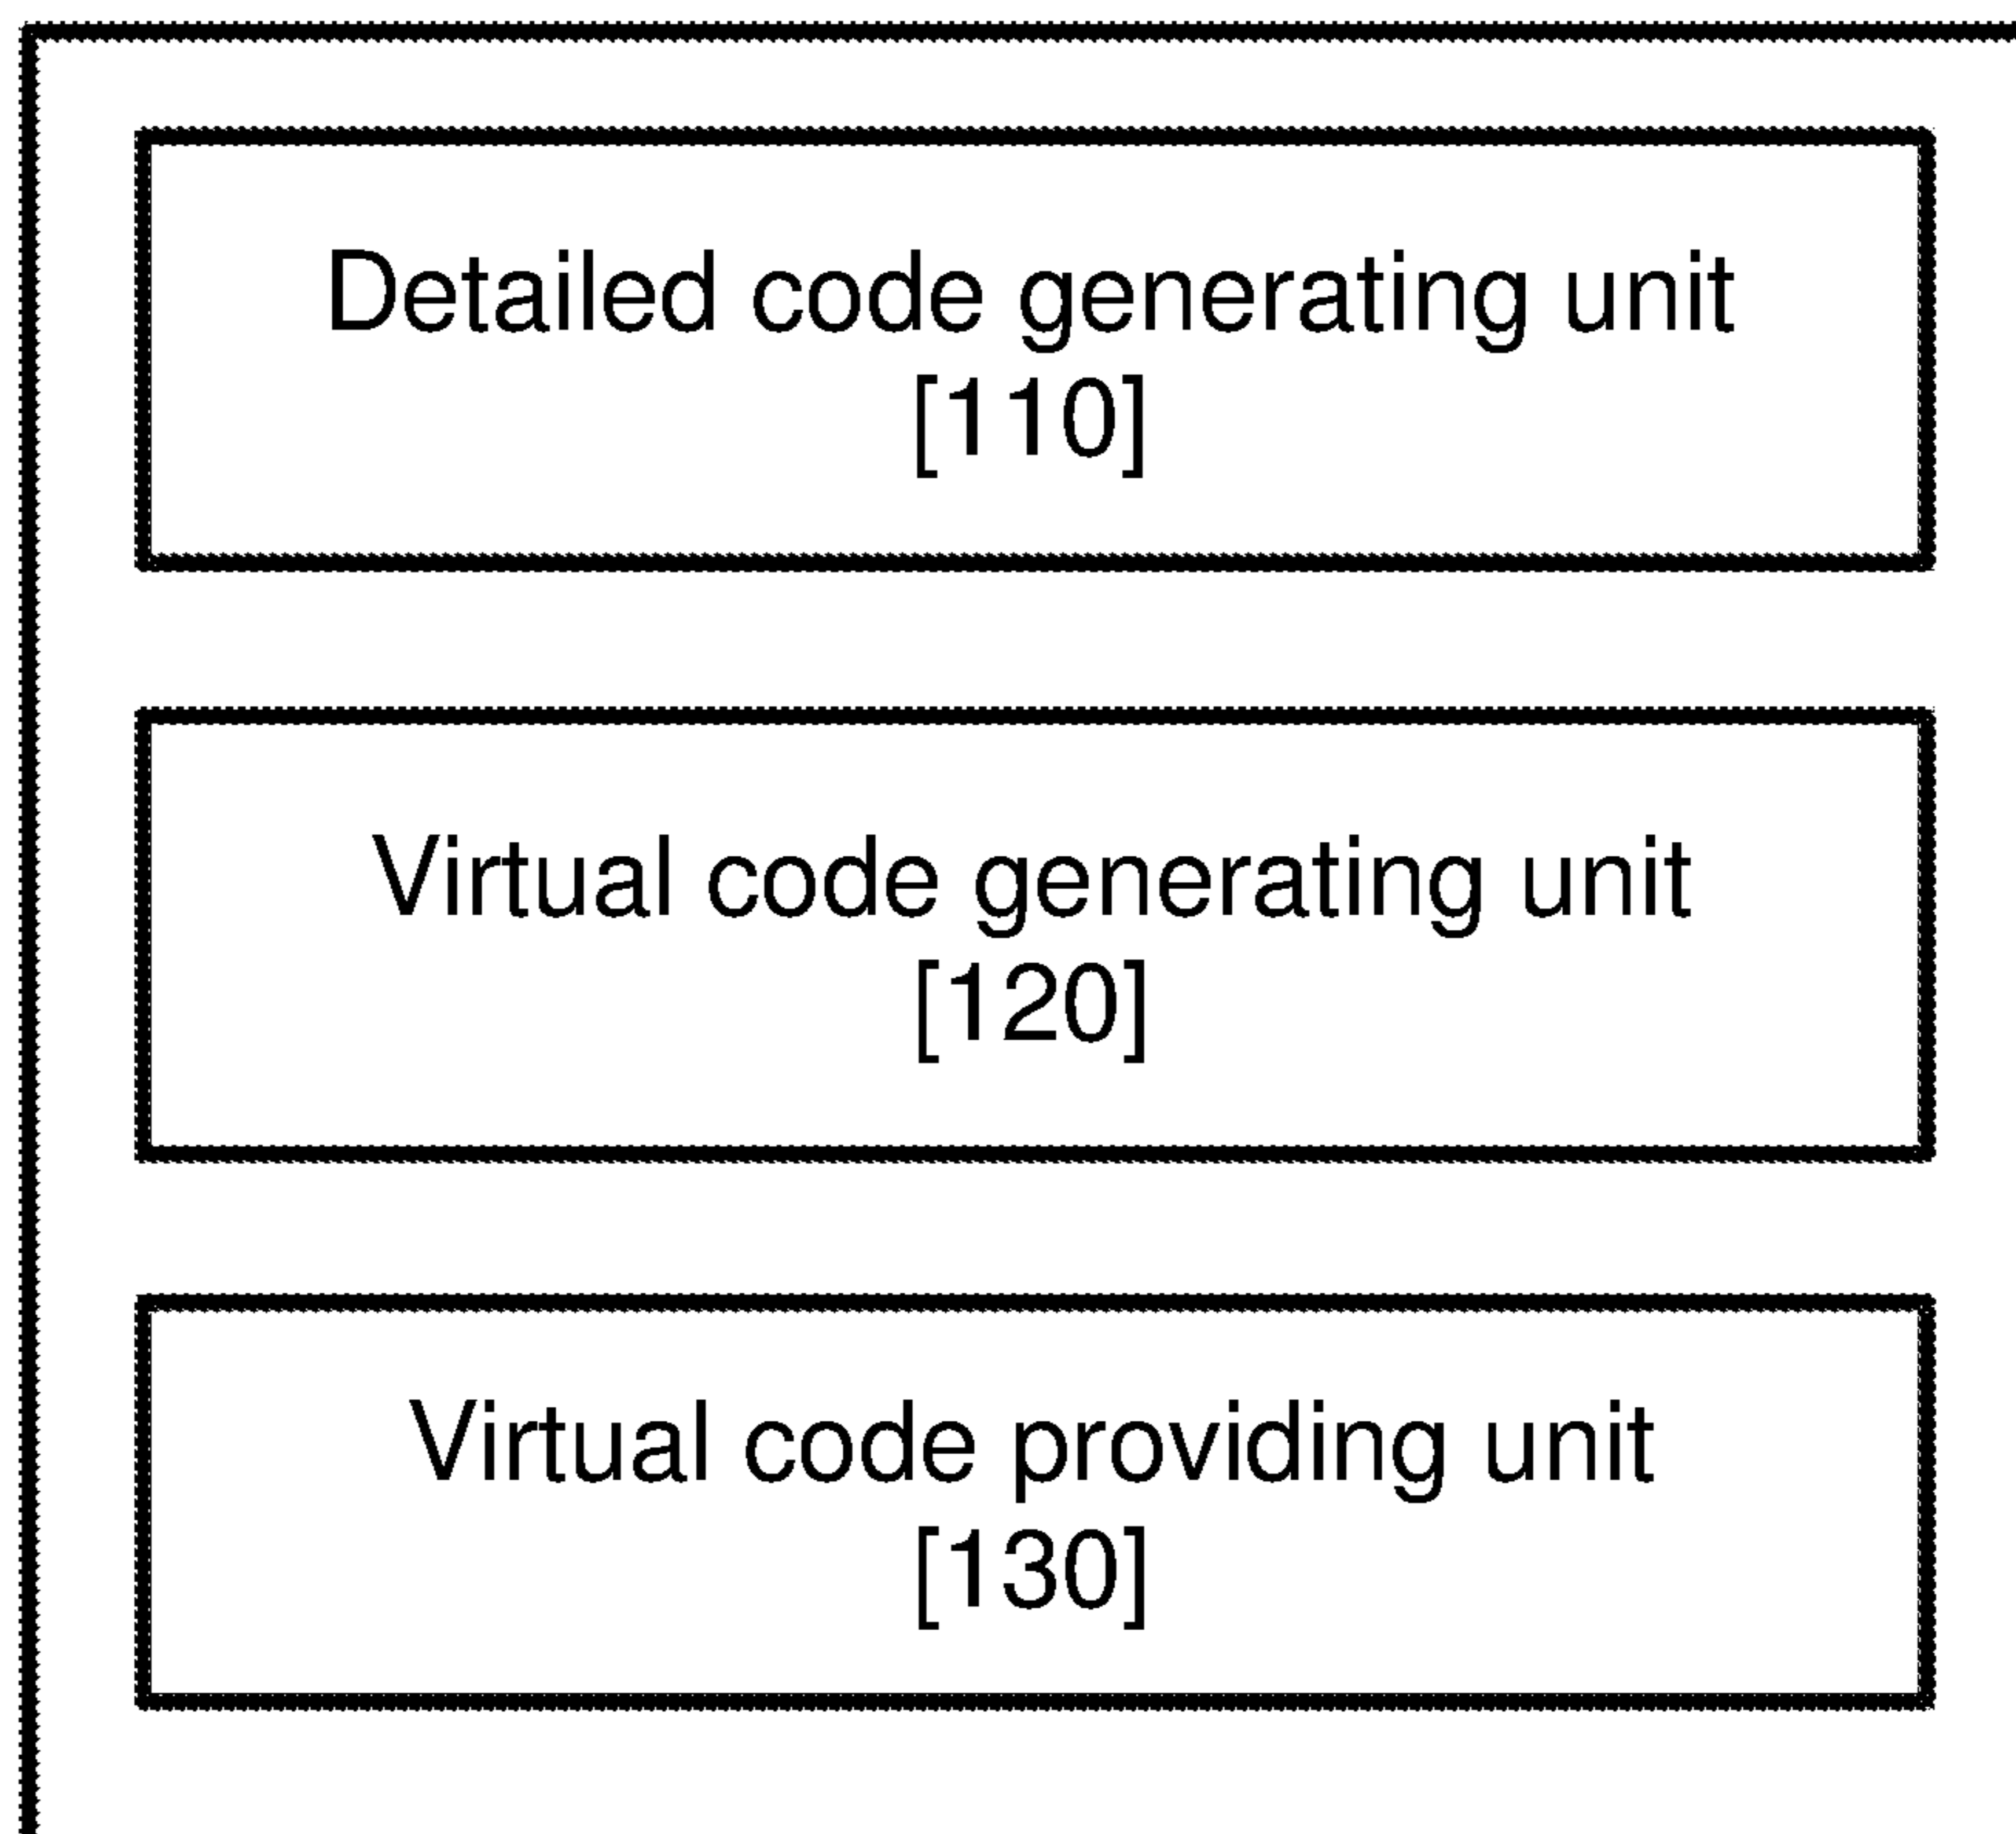 Detailed code generating unit
[110]
Virtual code generating unit
[120]
Virtual code providing unit
[130]